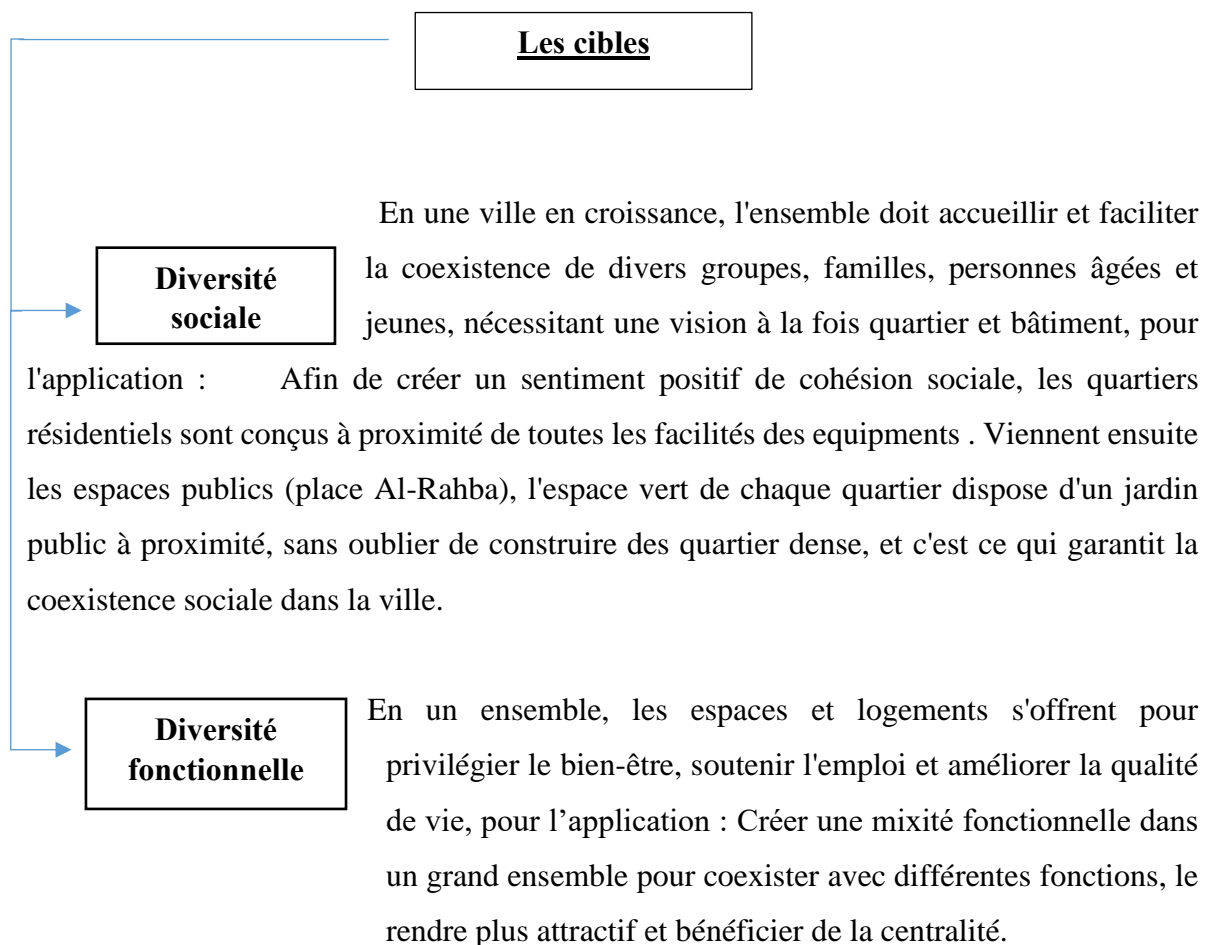 Les cibles
En une ville en croissance, l'ensemble doit accueillir et faciliter
Diversité
sociale
la coexistence de divers groupes, familles, personnes âgées et
jeunes, nécessitant une vision à la fois quartier et bâtiment, pour
l'application : Afin de créer un sentiment positif de cohésion sociale, les quartiers
résidentiels sont conçus à proximité de toutes les facilités des equipments . Viennent ensuite
les espaces publics (place Al-Rahba), l'espace vert de chaque quartier dispose d'un jardin
public à proximité, sans oublier de construire des quartier dense, et c'est ce qui garantit la
coexistence sociale dans la ville.
Diversité
fonctionnelle
En un ensemble, les espaces et logements s'offrent pour
privilégier le bien-être, soutenir l'emploi et améliorer la qualité
de vie, pour l’application : Créer une mixité fonctionnelle dans
un grand ensemble pour coexister avec différentes fonctions, le
rendre plus attractif et bénéficier de la centralité.